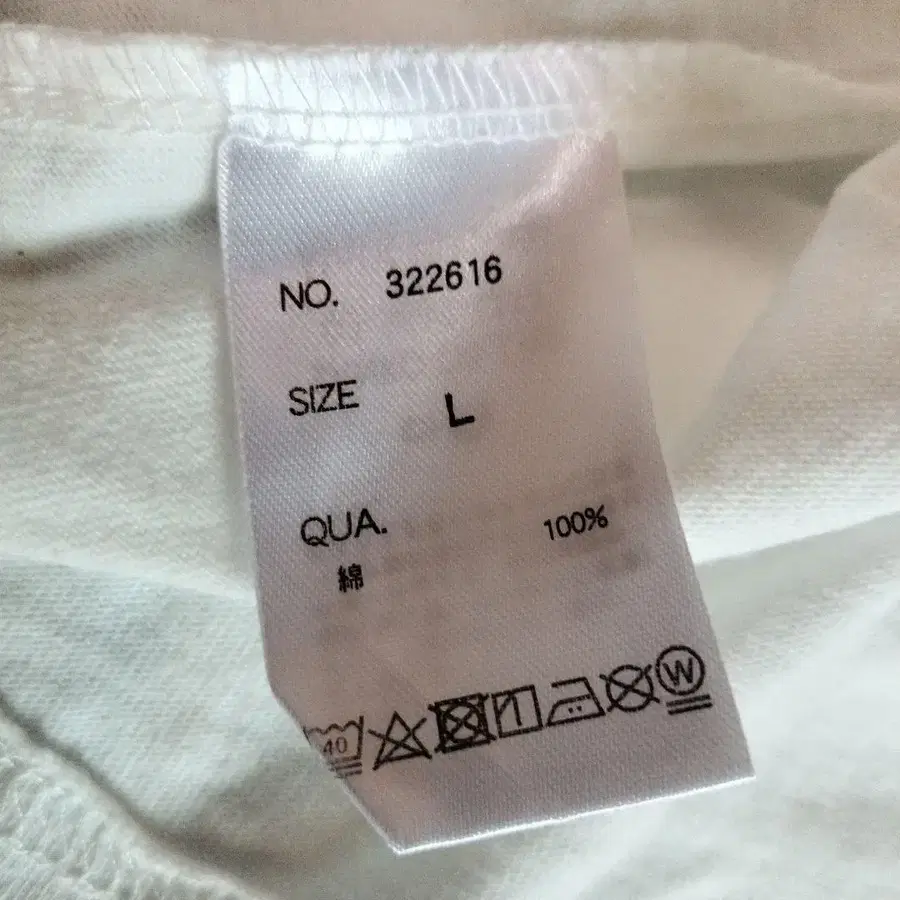 NO. 322616
SIZE L
QUA. 100%
綿
40
W